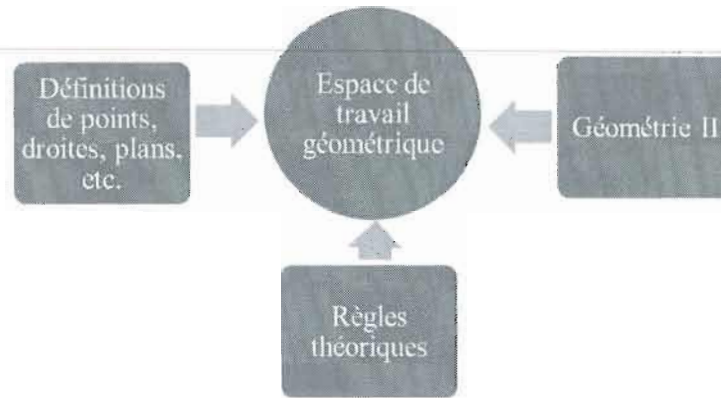 Définitions
de points,
droites, plans,
etc.
Espace de
travail
géométrique
Géométrie II
Règles
théoriques